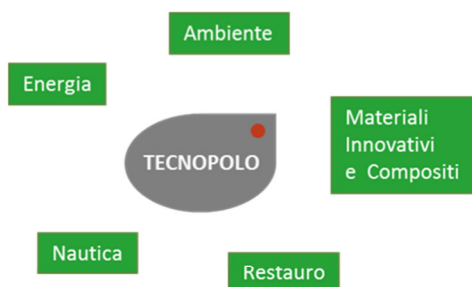 Ambiente
Energia
Materiali
Innovativi
e Compositi
TECNOPOLO
Nautica
Restauro